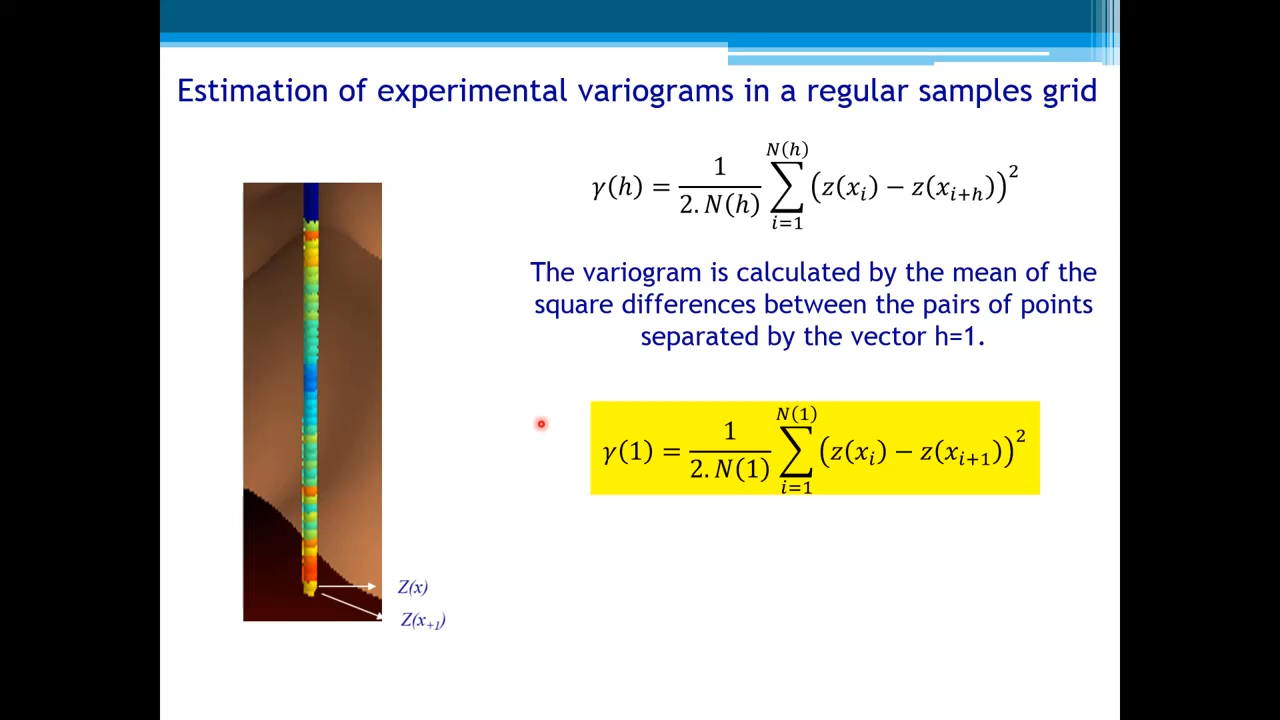 Estimation of experimental variograms in a regular samples grid
γ(h) = 1/2.N(h) ∑_{i=1}^{N(h)} (z(x_i) − z(x_{i+h}))^2
The variogram is calculated by the mean of the
square differences between the pairs of points
separated by the vector h=1.
γ(1) = 1/2.N(1) ∑_{i=1}^{N(1)} (z(x_i) − z(x_{i+1}))^2
Z(x)
Z(x_{+1})